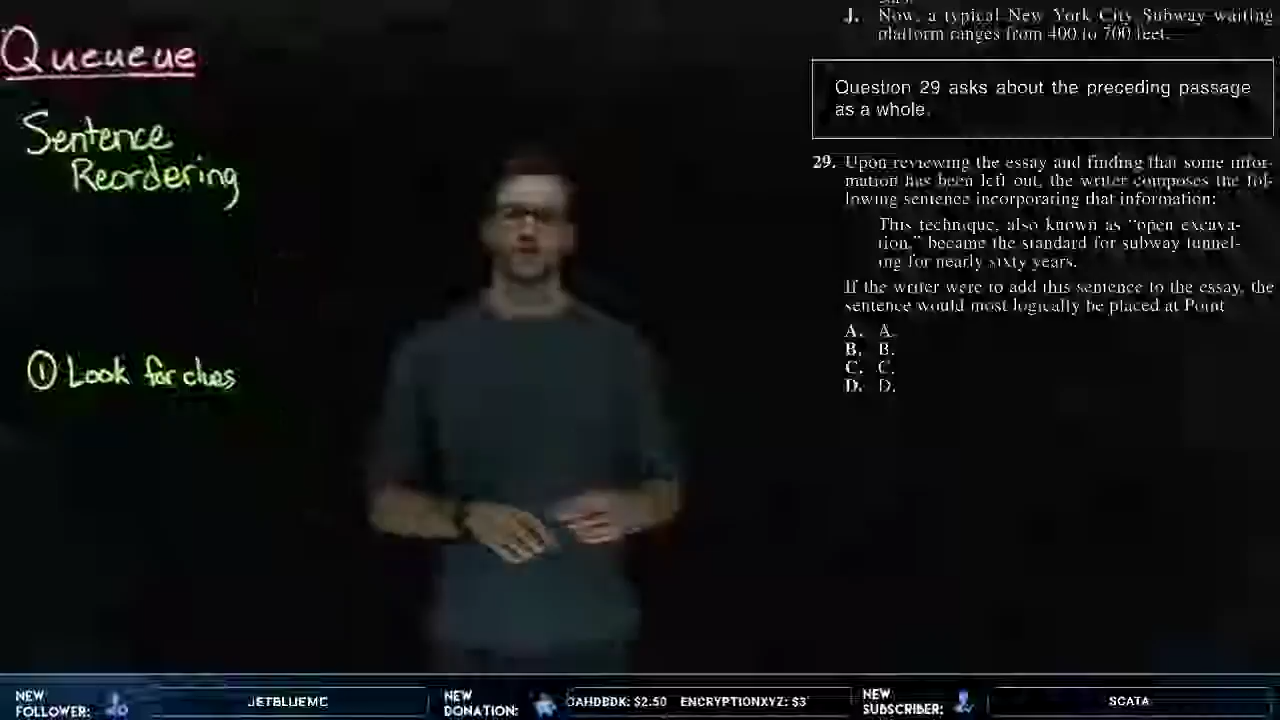 Queueue
Sentence
Reordering
① Look for clues
J. Now, a typical New York City Subway waiting
platform ranges from 400 to 700 feet.
Question 29 asks about the preceding passage
as a whole.
29. Upon reviewing the essay and finding that some infor-
mation has been left out, the writer composes the fol-
lowing sentence incorporating that information:
This technique, also known as “open excava-
tion,” became the standard for subway tunnel-
ing for nearly sixty years.
If the writer were to add this sentence to the essay, the
sentence would most logically be placed at Point
A. A.
B. B.
C. C.
D. D.
NEW
FOLLOWER:
JETBLUEMC
NEW
DONATION:
DAHDBDK: $2.50 ENCRYPTIONXYZ: $3
NEW
SUBSCRIBER:
SCATA